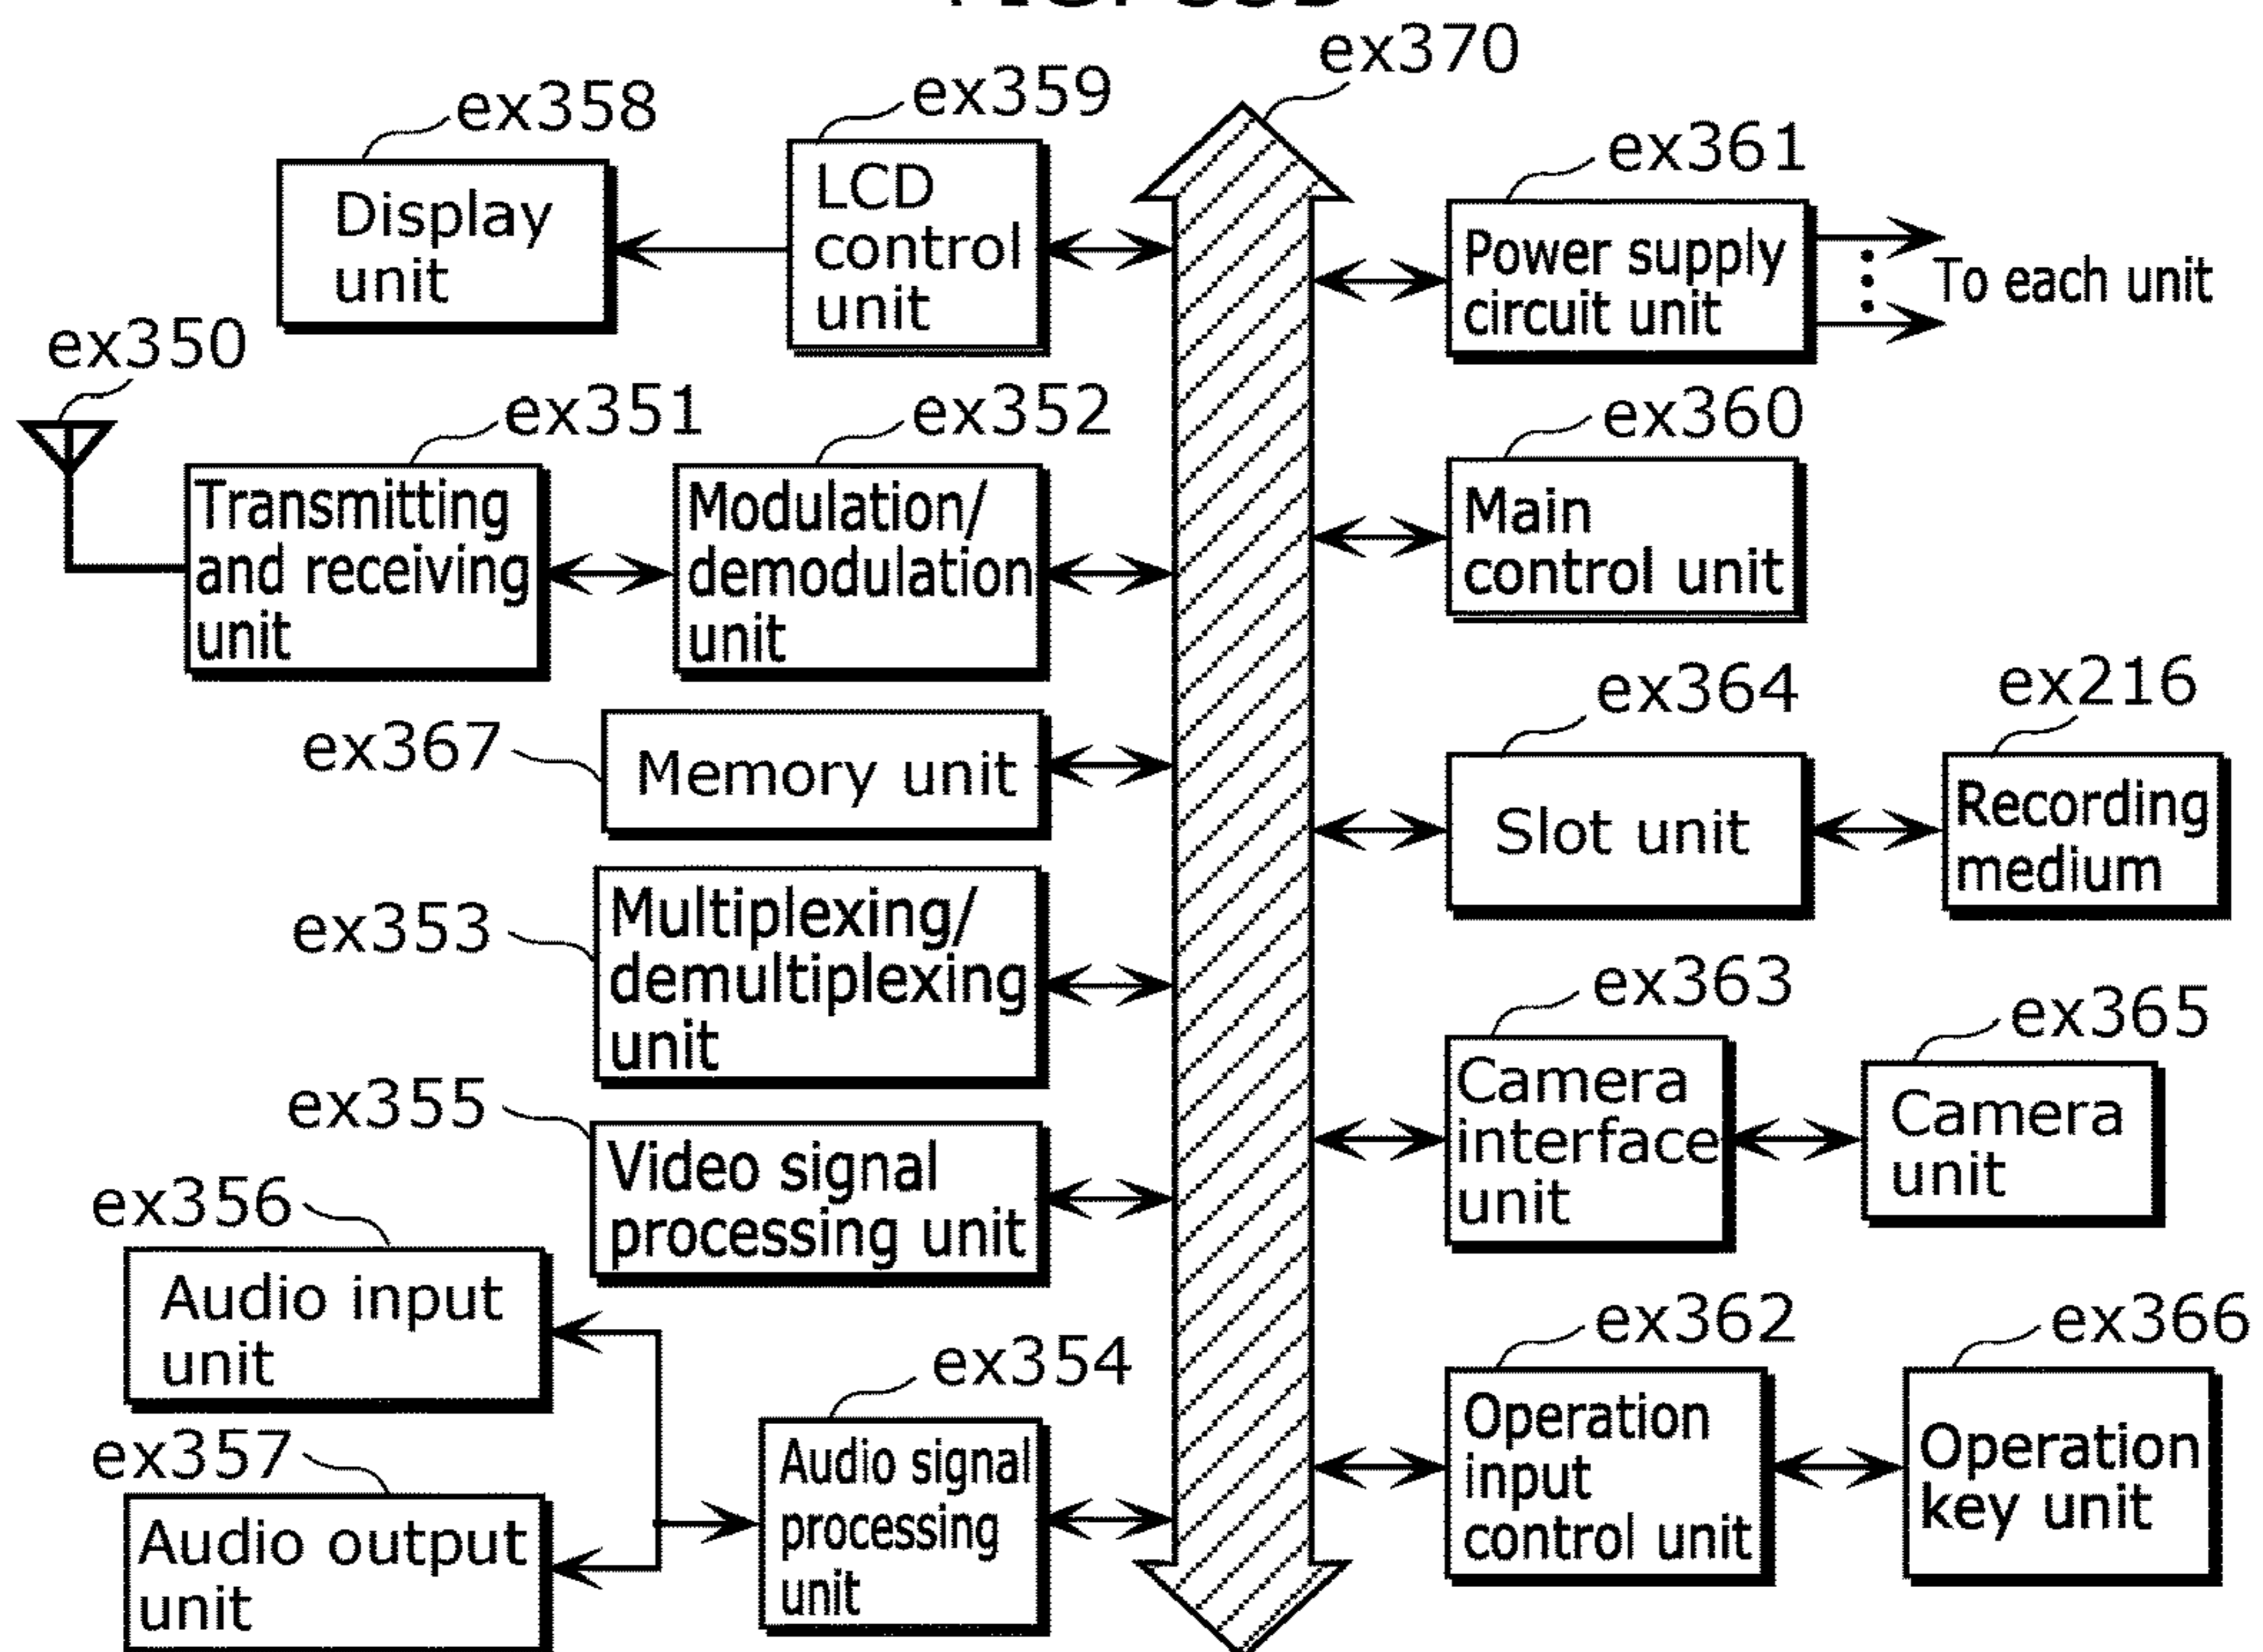 ex370
ex358
ex359
ex361
Display
unit
LCD
control
unit
Power supply
circuit unit
To each unit
ex350
ex351
ex352
ex360
Transmitting
and receiving
unit
Modulation/
demodulation
unit
Main
control unit
ex367
Memory unit
ex364
ex216
Slot unit
Recording
medium
ex353
Multiplexing/
demultiplexing
unit
ex363
ex365
Camera
interface
unit
Camera
unit
ex355
Video signal
processing unit
ex356
Audio input
unit
ex354
ex362
ex366
ex357
Audio output
unit
Audio signal
processing
unit
Operation
input
control unit
Operation
key unit